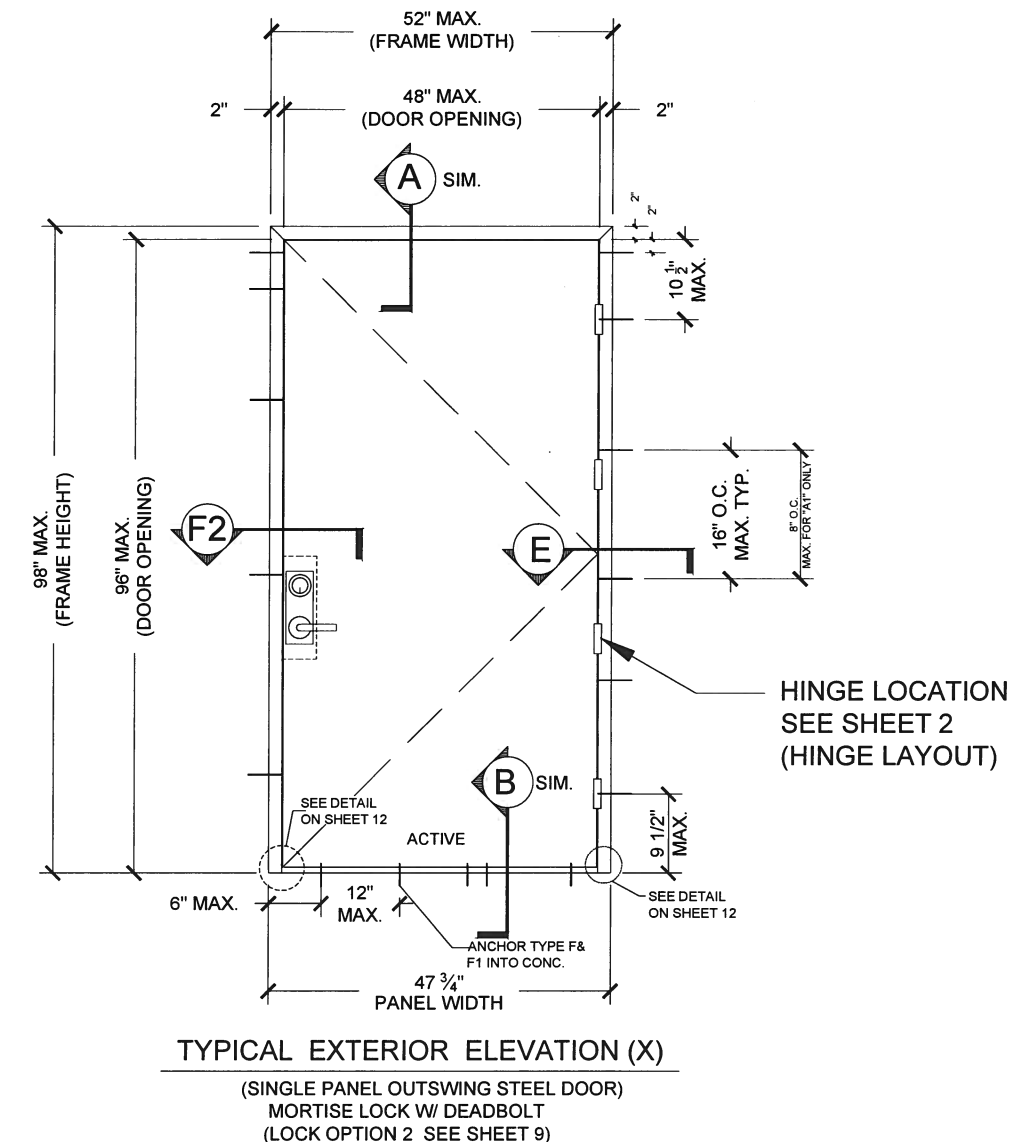 52" MAX.
(FRAME WIDTH)
2"
48" MAX.
(DOOR OPENING)
2"
A
SIM.
2"
2"
10 1/2"
MAX.
98" MAX.
(FRAME HEIGHT)
96" MAX.
(DOOR OPENING)
F2
E
16" O.C.
MAX. TYP.
8" O.C.
MAX. FOR "A1" ONLY
HINGE LOCATION
SEE SHEET 2
(HINGE LAYOUT)
B
SIM.
SEE DETAIL
ON SHEET 12
ACTIVE
9 1/2"
MAX.
6" MAX.
12"
MAX.
SEE DETAIL
ON SHEET 12
ANCHOR TYPE F&
F1 INTO CONC.
47 3/4"
PANEL WIDTH
TYPICAL EXTERIOR ELEVATION (X)
(SINGLE PANEL OUTSWING STEEL DOOR)
MORTISE LOCK W/ DEADBOLT
(LOCK OPTION 2 SEE SHEET 9)